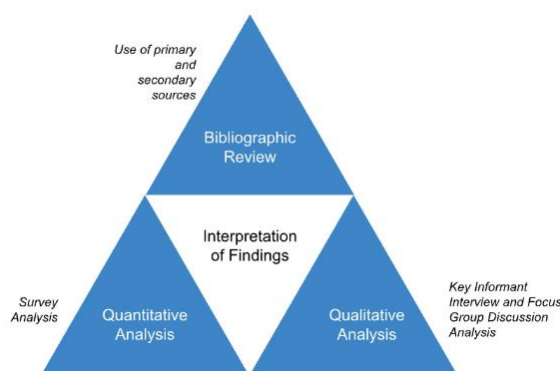 Use of primary
and
secondary
sources
Bibliographic
Review
Interpretation
of Findings
Survey
Analysis
Quantitative
Analysis
Qualitative
Analysis
Key Informant
Interview and Focus
Group Discussion
Analysis